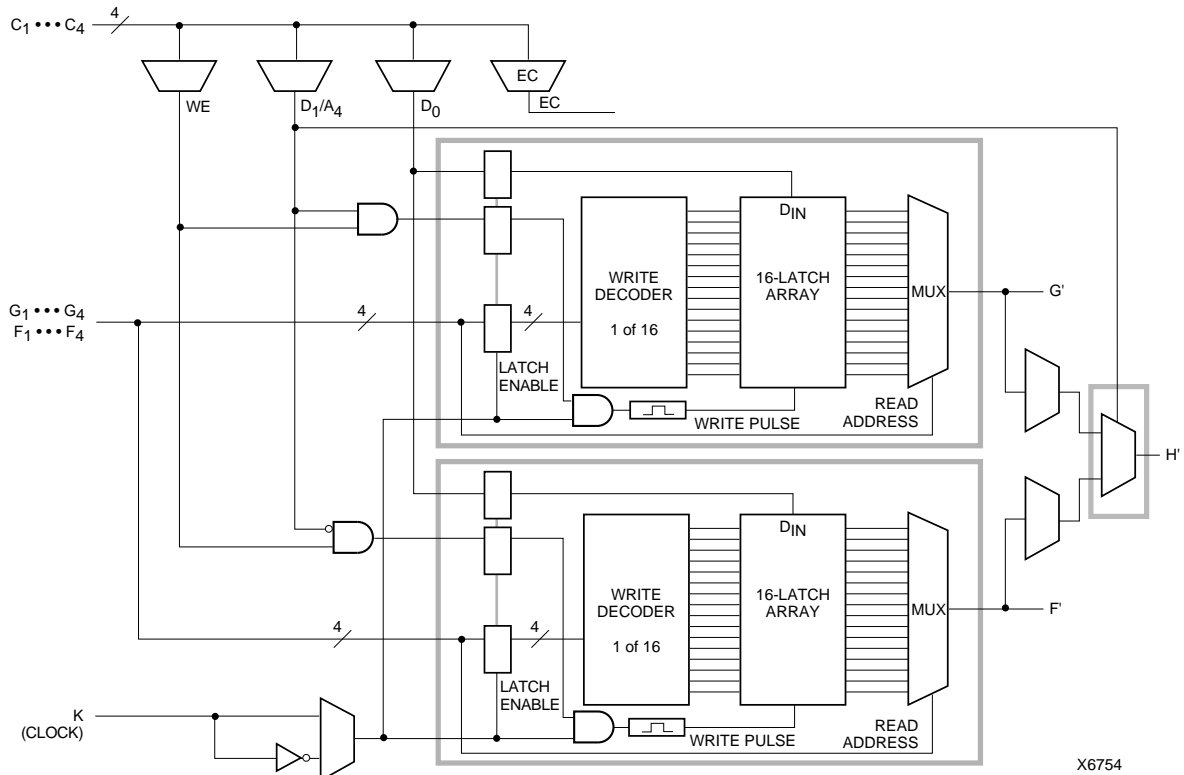 C1 • • • C4
4
WE
D1/A4
D0
EC
EC
DIN
WRITE
DECODER
1 of 16
16-LATCH
ARRAY
MUX
G'
G1 • • • G4
F1 • • • F4
4
4
LATCH
ENABLE
WRITE PULSE
READ
ADDRESS
H'
DIN
WRITE
DECODER
1 of 16
16-LATCH
ARRAY
MUX
F'
4
4
LATCH
ENABLE
WRITE PULSE
READ
ADDRESS
K
(CLOCK)
X6754